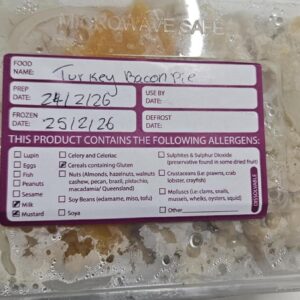 MICROWAVE SAFE
FOOD NAME: Turkey Bacon Pie
PREP DATE: 24/2/26
USE BY DATE:
FROZEN DATE: 25/2/26
DEFROST DATE:
THIS PRODUCT CONTAINS THE FOLLOWING ALLERGENS:
Lupin
Eggs
Fish
Peanuts
Sesame
Milk
Mustard
Celery and Celeriac
Cereals containing Gluten
Nuts (Almonds, hazelnuts, walnuts
cashew, pecan, brazil, pistachio,
macadamia/ Queensland)
Soy Beans (edamame, miso, tofu)
Soya
Sulphites & Sulphur Dioxide
(preservative found in some dried fruit)
Crustaceans (i.e. prawns, crab
lobster, crayfish)
Molluscs (i.e. clams, snails,
mussels, whelks, oysters, squid)
Other
DISSOLVABLE